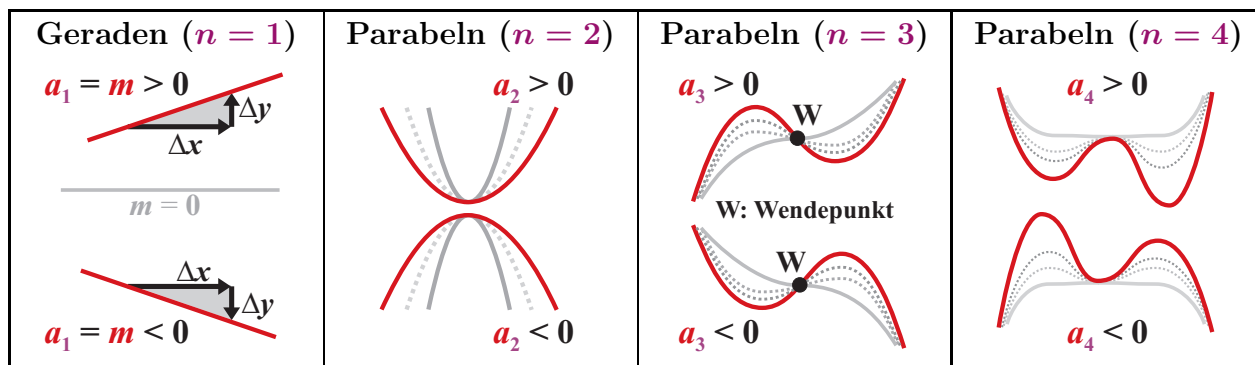 Geraden (n = 1)
a₁ = m > 0
Δy
Δx
m = 0
Δx
Δy
a₁ = m < 0
Parabeln (n = 2)
a₂ > 0
a₂ < 0
Parabeln (n = 3)
a₃ > 0
W
W: Wendepunkt
W
a₃ < 0
Parabeln (n = 4)
a₄ > 0
a₄ < 0